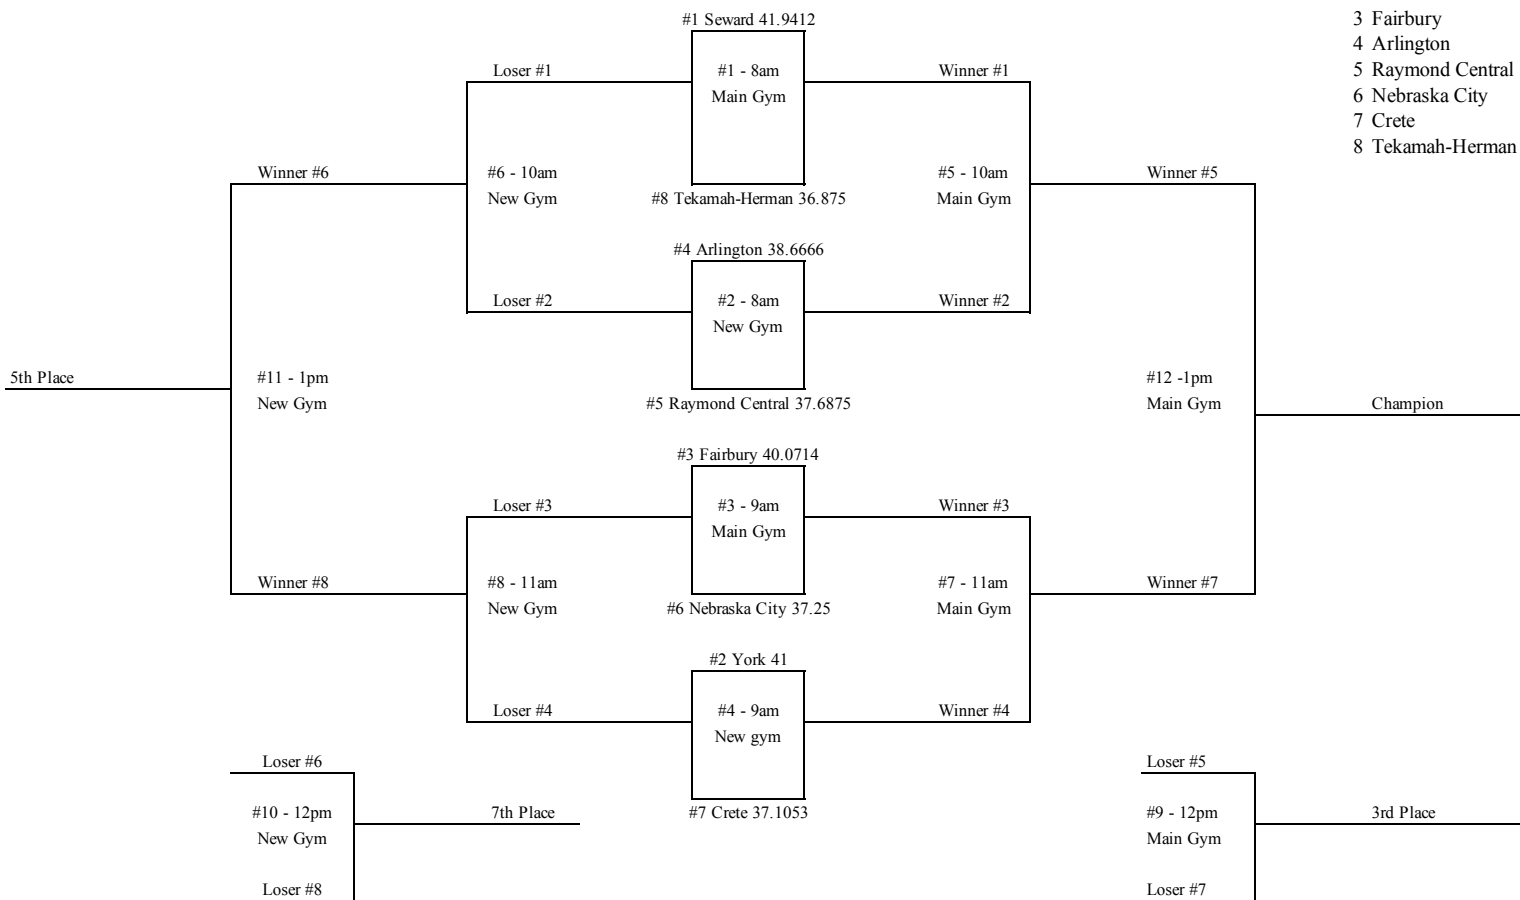 #1 Seward 41.9412
3 Fairbury
4 Arlington
5 Raymond Central
6 Nebraska City
7 Crete
8 Tekamah-Herman
Loser #1
#1 - 8am
Main Gym
Winner #1
Winner #6
#6 - 10am
New Gym
#8 Tekamah-Herman 36.875
#5 - 10am
Main Gym
Winner #5
#4 Arlington 38.6666
Loser #2
#2 - 8am
New Gym
Winner #2
5th Place
#11 - 1pm
New Gym
#5 Raymond Central 37.6875
#12 -1pm
Main Gym
Champion
#3 Fairbury 40.0714
Loser #3
#3 - 9am
Main Gym
Winner #3
Winner #8
#8 - 11am
New Gym
#6 Nebraska City 37.25
#7 - 11am
Main Gym
Winner #7
#2 York 41
Loser #4
#4 - 9am
New gym
Winner #4
Loser #6
#10 - 12pm
New Gym
7th Place
#7 Crete 37.1053
Loser #5
#9 - 12pm
Main Gym
3rd Place
Loser #8
Loser #7